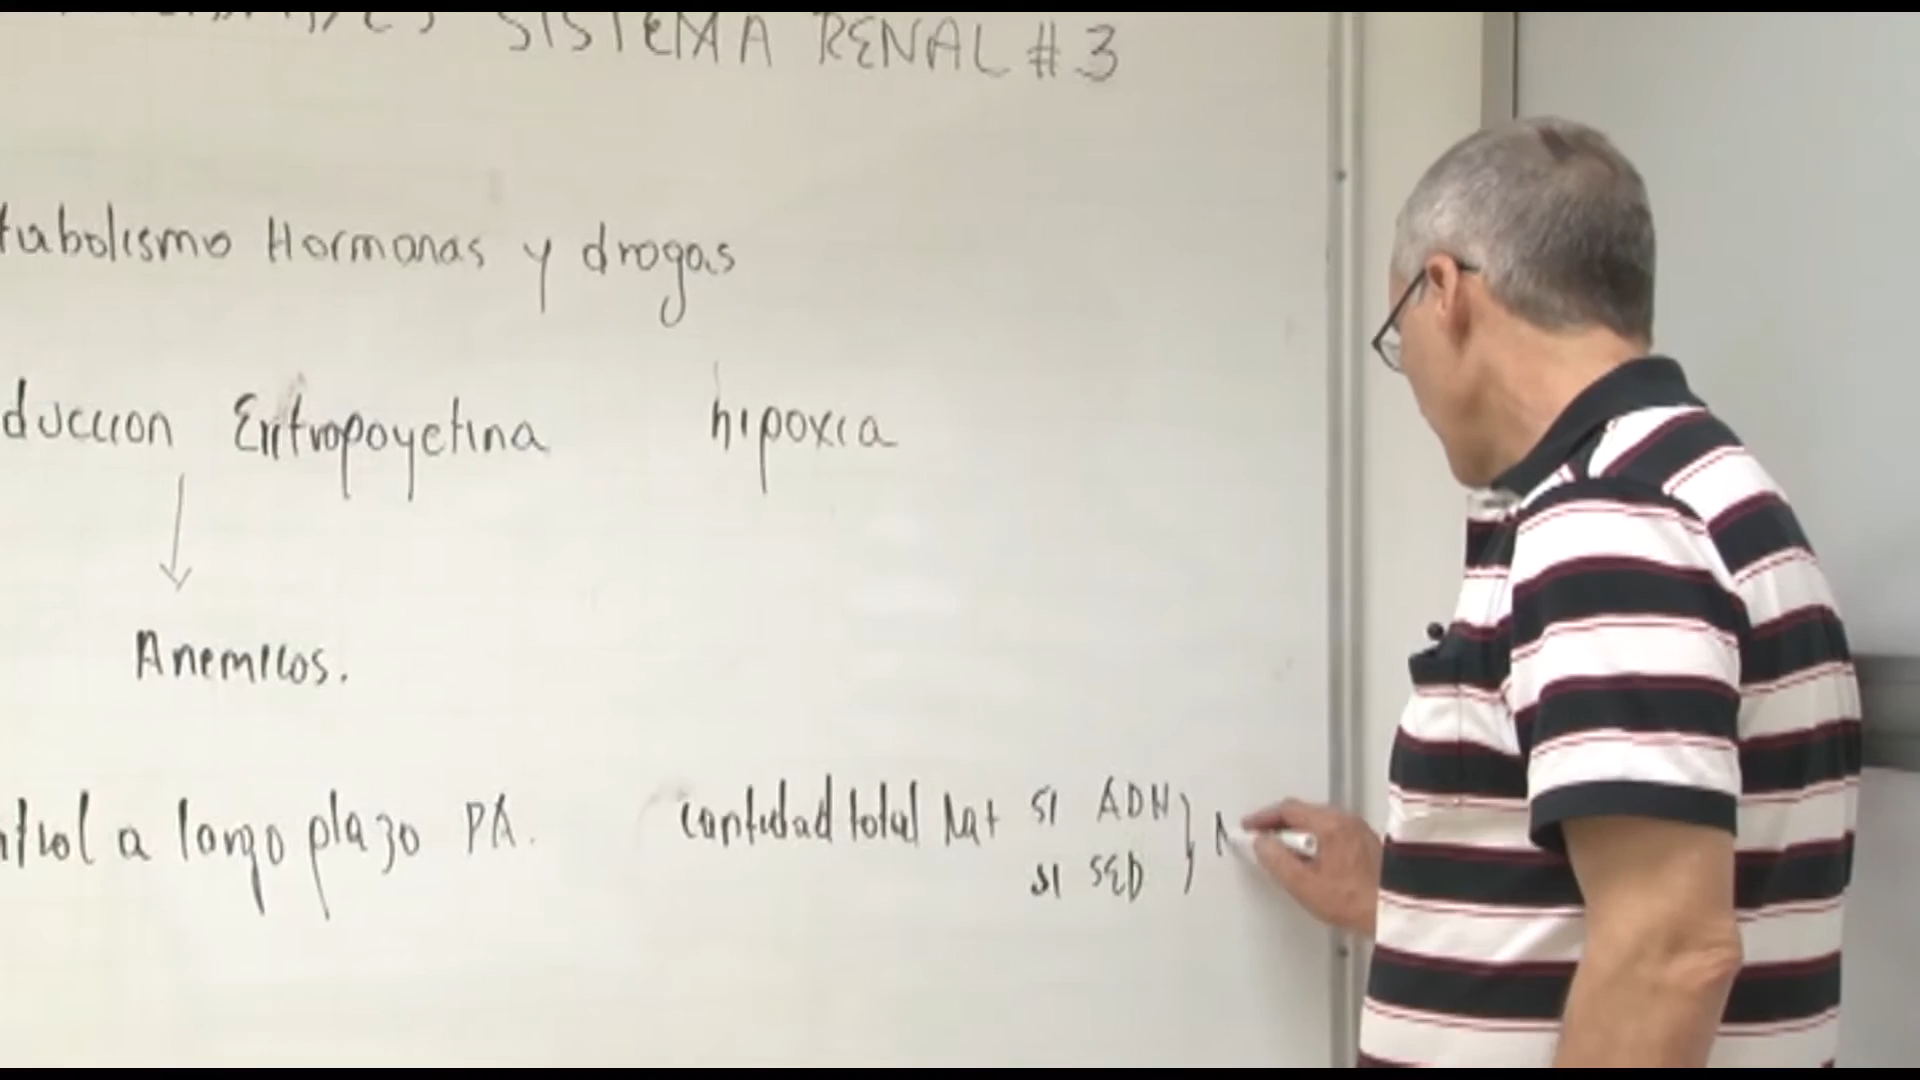 SISTEMA RENAL #3
tabolismo Hormonas y drogas
duccion Eritropoyetina hipoxia
Anemicos.
ntrol a largo plazo PA. cantidad total Na+ SI ADH }
SI SED